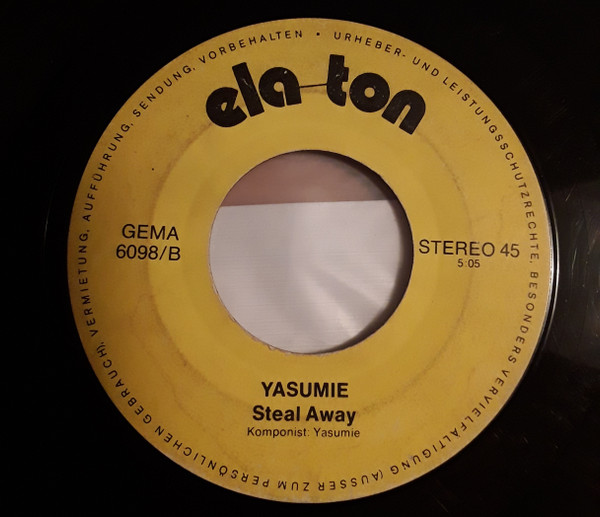 URHEBER- UND LEISTUNGSSCHUTZRECHTE, BESONDERS VERVIELFÄLTIGUNG (AUSSER ZUM PERSÖNLICHEN GEBRAUCH), VERMIETUNG, AUFFÜHRUNG, SENDUNG, VORBEHALTEN •
ela-ton
GEMA
6098/B
STEREO 45
5:05
YASUMIE
Steal Away
Komponist: Yasumie